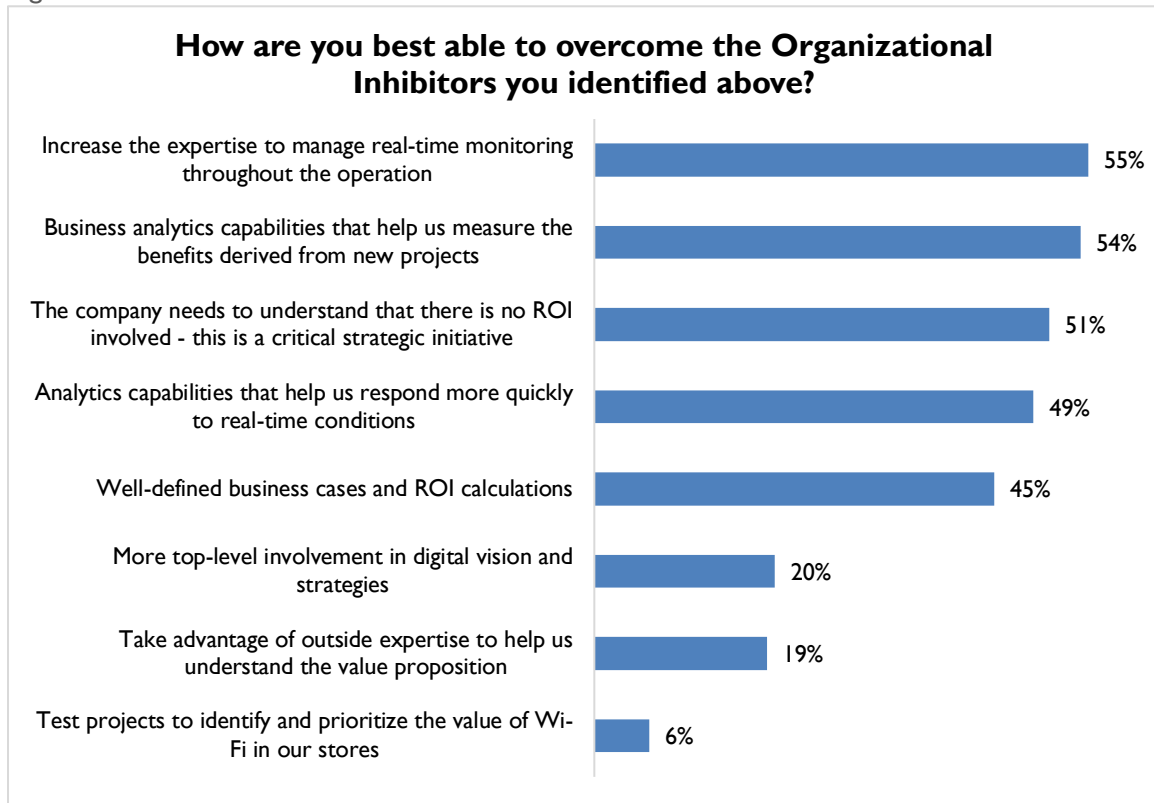 How are you best able to overcome the Organizational
Inhibitors you identified above?
Increase the expertise to manage real-time monitoring
throughout the operation
55%
Business analytics capabilities that help us measure the
benefits derived from new projects
54%
The company needs to understand that there is no ROI
involved - this is a critical strategic initiative
51%
Analytics capabilities that help us respond more quickly
to real-time conditions
49%
Well-defined business cases and ROI calculations
45%
More top-level involvement in digital vision and
strategies
20%
Take advantage of outside expertise to help us
understand the value proposition
19%
Test projects to identify and prioritize the value of Wi-
Fi in our stores
6%